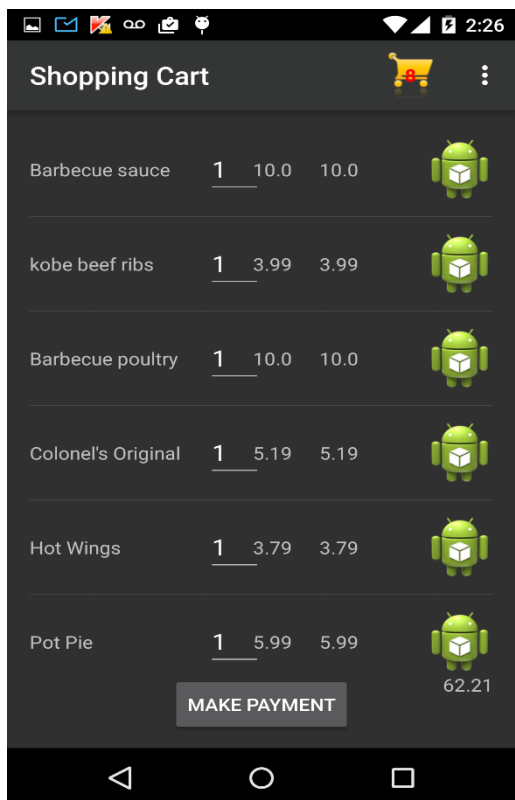 2:26
Shopping Cart 8
Barbecue sauce 1 10.0 10.0
kobe beef ribs 1 3.99 3.99
Barbecue poultry 1 10.0 10.0
Colonel's Original 1 5.19 5.19
Hot Wings 1 3.79 3.79
Pot Pie 1 5.99 5.99
62.21
MAKE PAYMENT